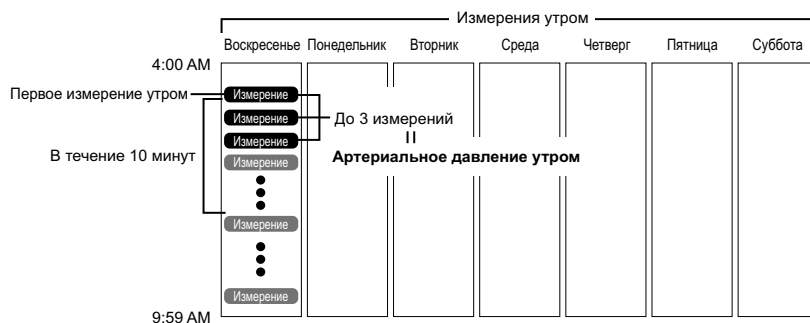 Измерения утром
Воскресенье Понедельник Вторник Среда Четверг Пятница Суббота
4:00 AM
Первое измерение утром
Измерение
Измерение
До 3 измерений
Измерение
В течение 10 минут
Измерение
Артериальное давление утром
Измерение
Измерение
9:59 AM